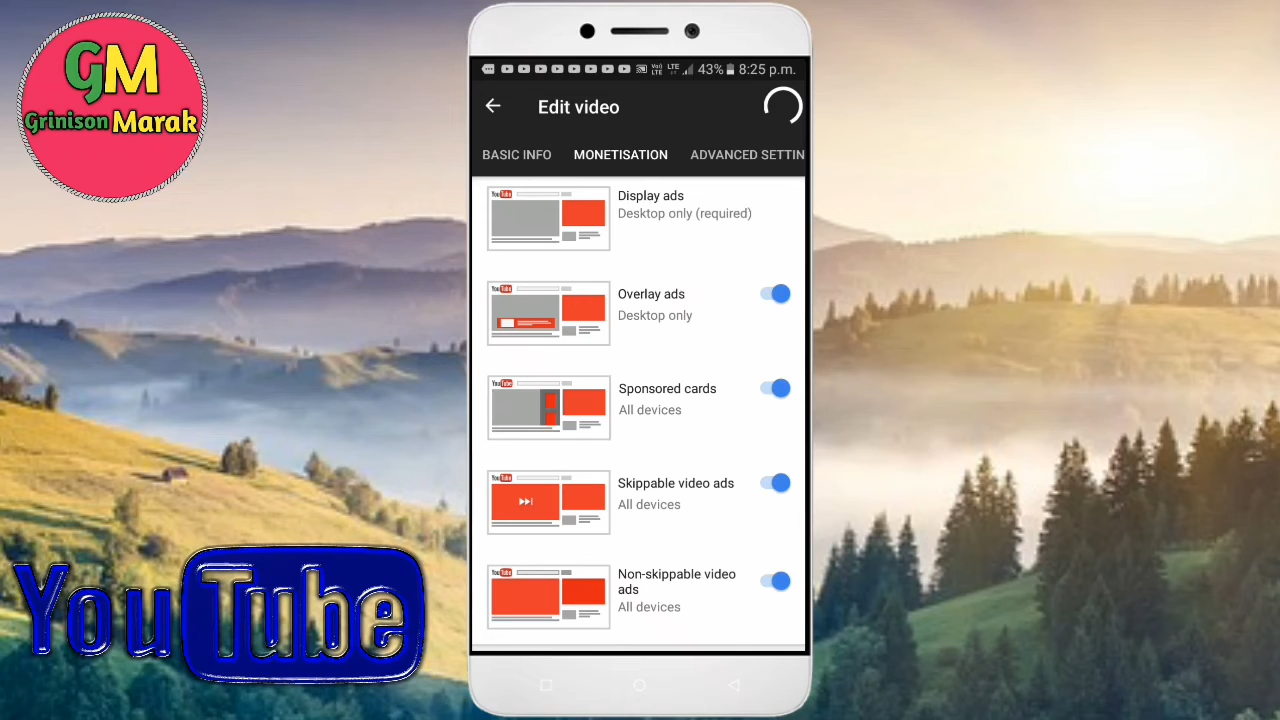 GM
Grinison Marak
43% 8:25 p.m.
Edit video
BASIC INFO MONETISATION ADVANCED SETTIN
Display ads
Desktop only (required)
Overlay ads
Desktop only
Sponsored cards
All devices
Skippable video ads
All devices
Non-skippable video
ads
All devices
YouTube